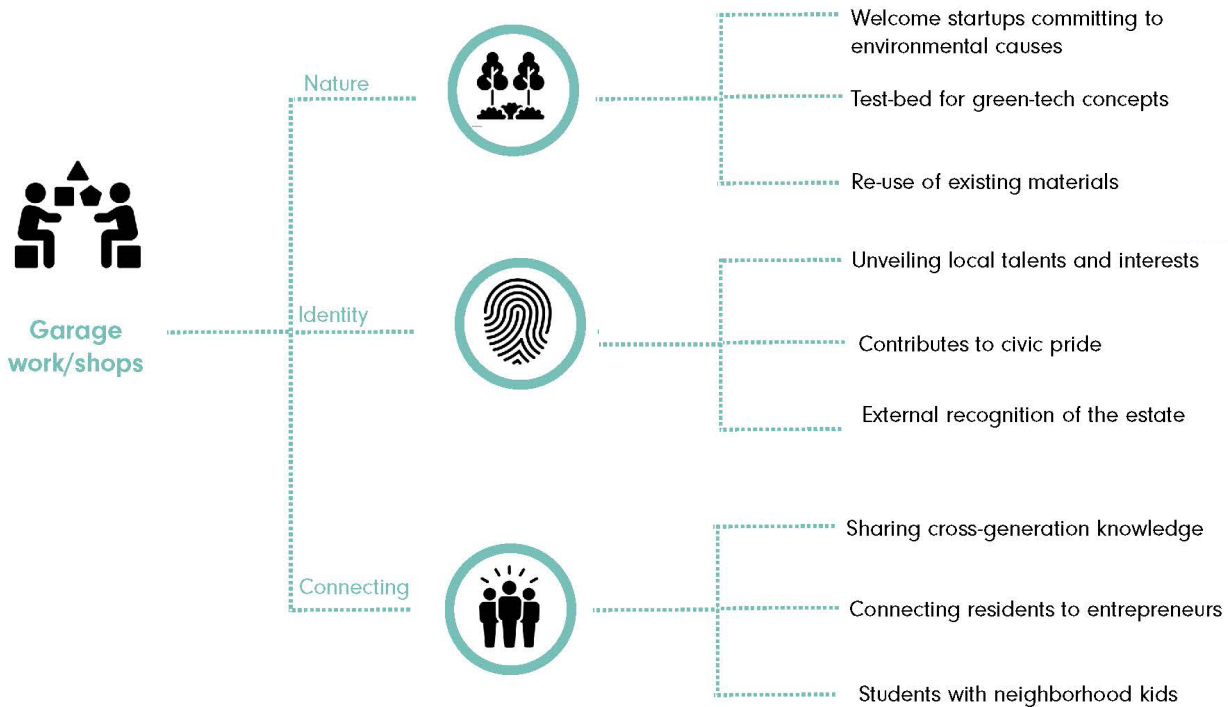 Welcome startups committing to
environmental causes
Nature
Test-bed for green-tech concepts
Re-use of existing materials
Unveiling local talents and interests
Identity
Garage
work/shops
Contributes to civic pride
External recognition of the estate
Sharing cross-generation knowledge
Connecting
Connecting residents to entrepreneurs
Students with neighborhood kids